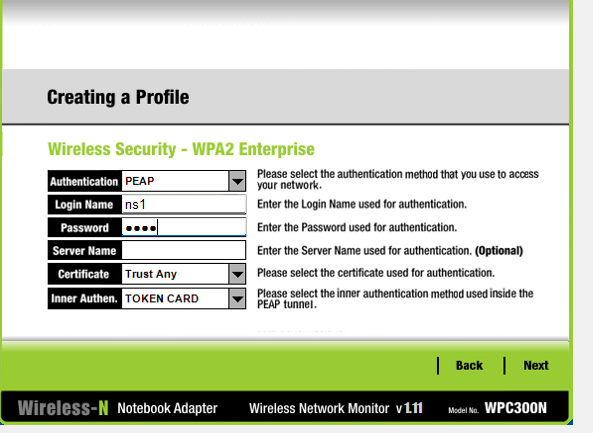 Creating a Profile
Wireless Security - WPA2 Enterprise
Authentication PEAP
Please select the authentication method that you use to access
your network.
Login Name ns1
Enter the Login Name used for authentication.
Password ••••
Enter the Password used for authentication.
Server Name
Enter the Server Name used for authentication. (Optional)
Certificate Trust Any
Please select the certificate used for authentication.
Inner Authen. TOKEN CARD
Please select the inner authentication method used inside the
PEAP tunnel.
Back Next
Wireless-N Notebook Adapter Wireless Network Monitor v 1.11 Model No. WPC300N